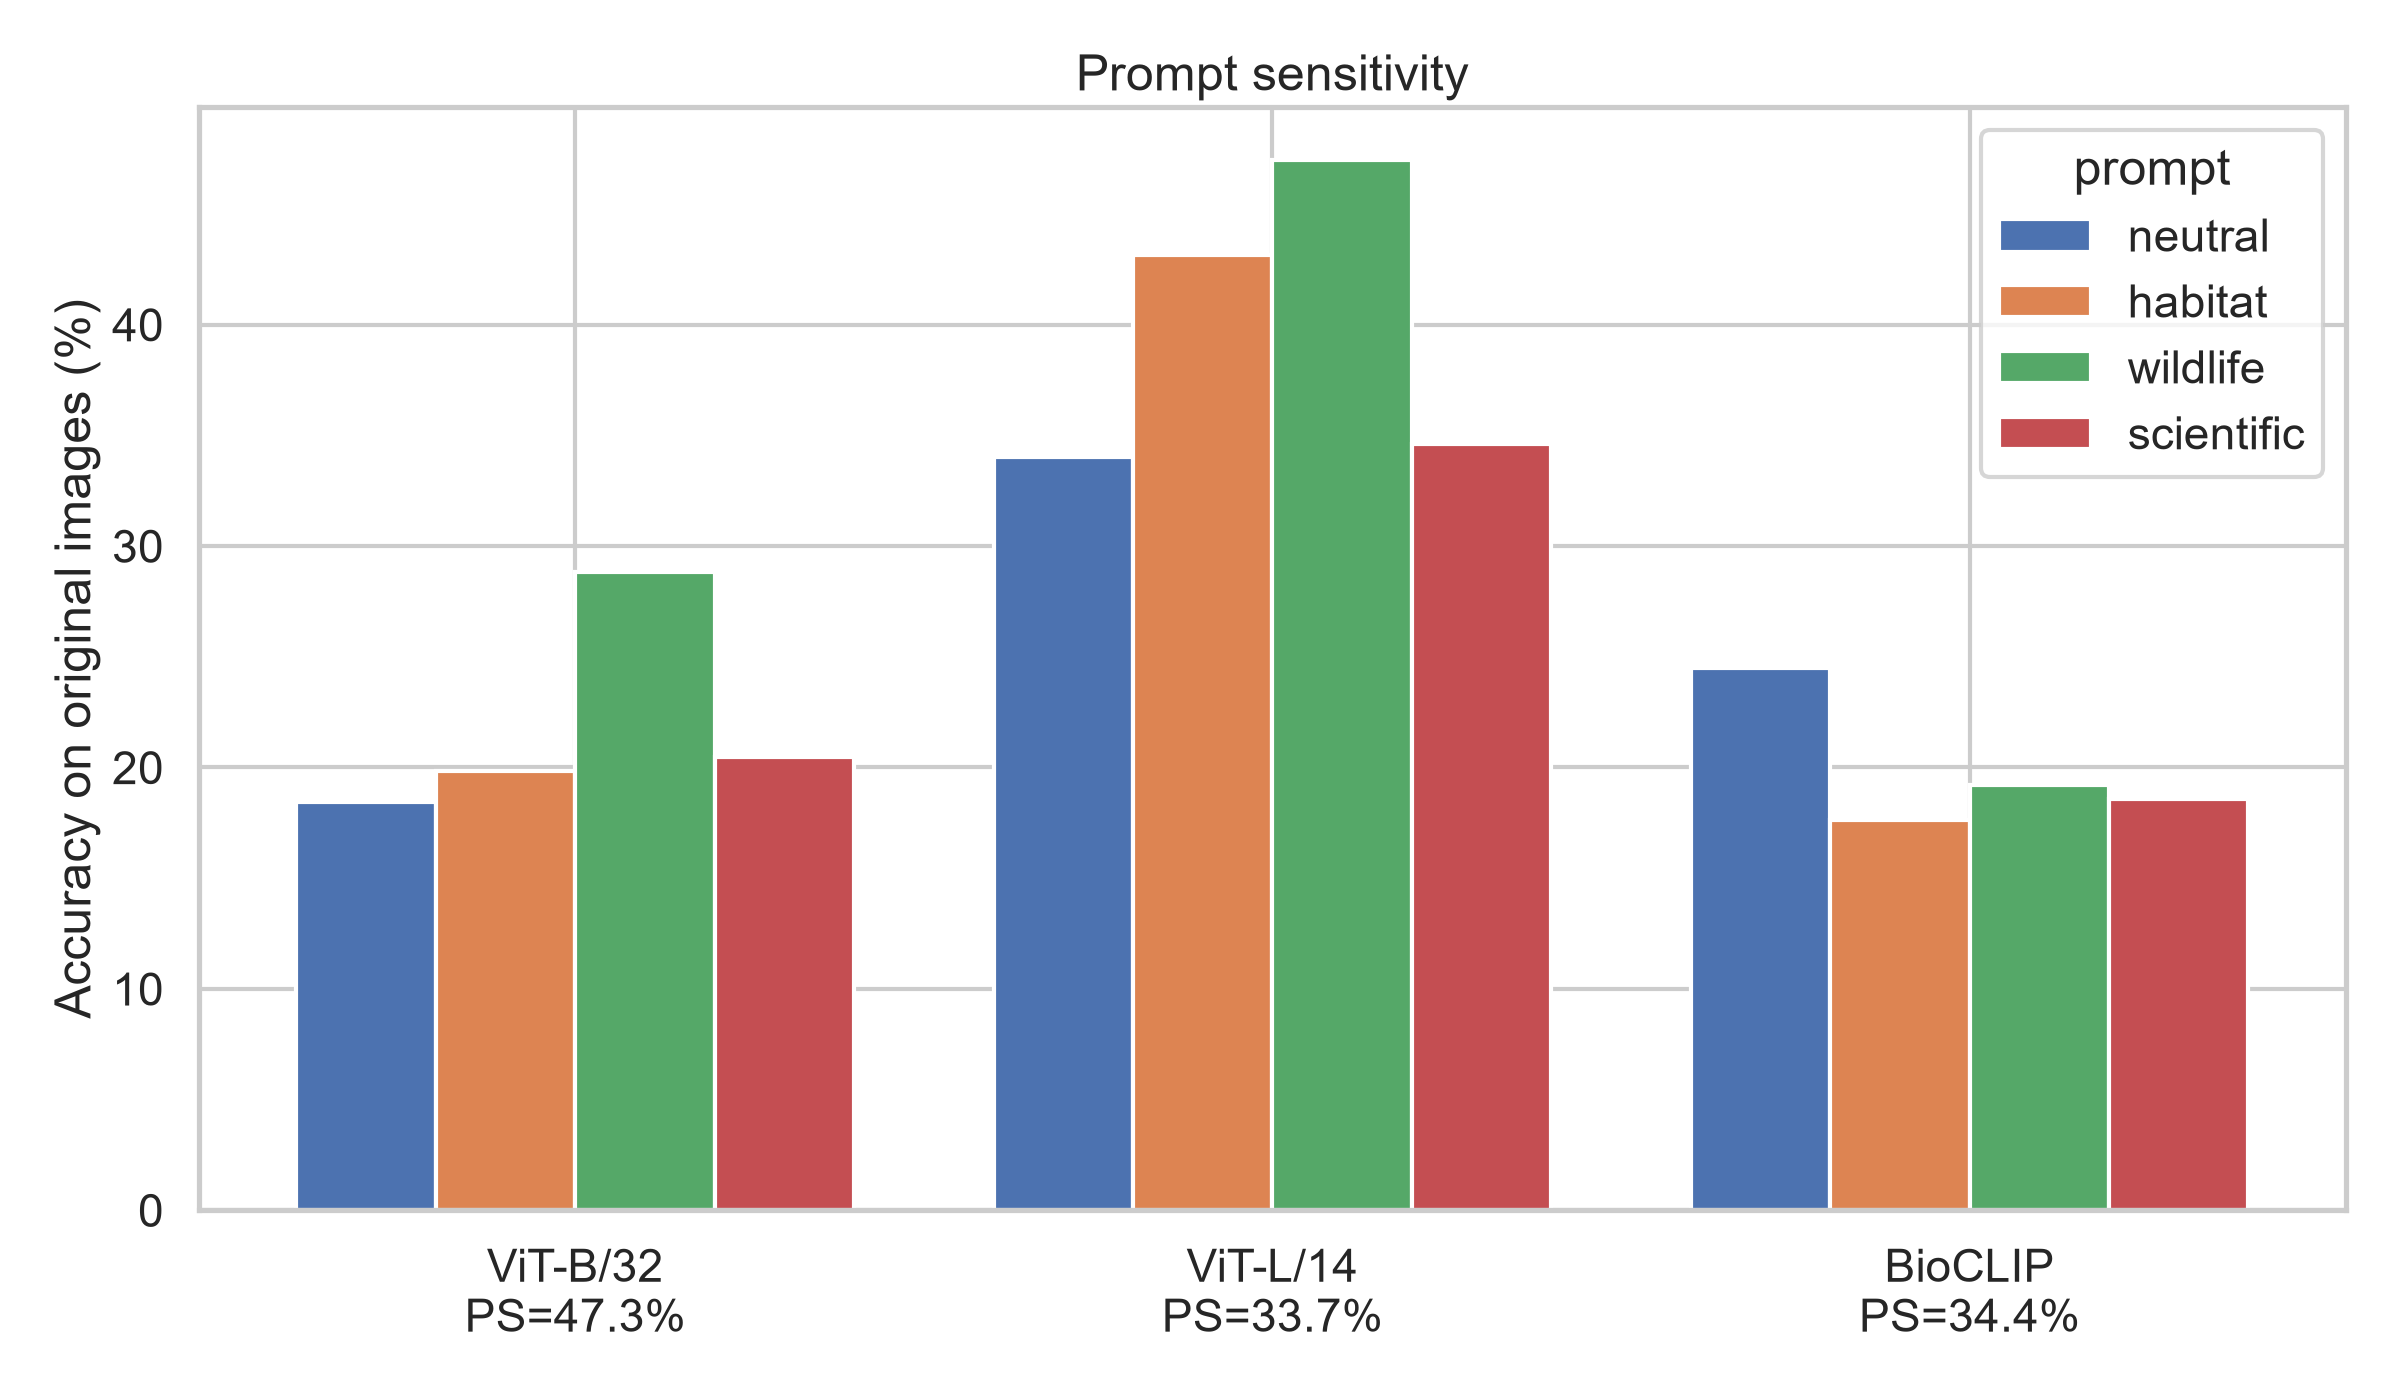 Prompt sensitivity
Accuracy on original images (%)
40
30
20
10
0
prompt
neutral
habitat
wildlife
scientific
ViT-B/32
PS=47.3%
ViT-L/14
PS=33.7%
BioCLIP
PS=34.4%